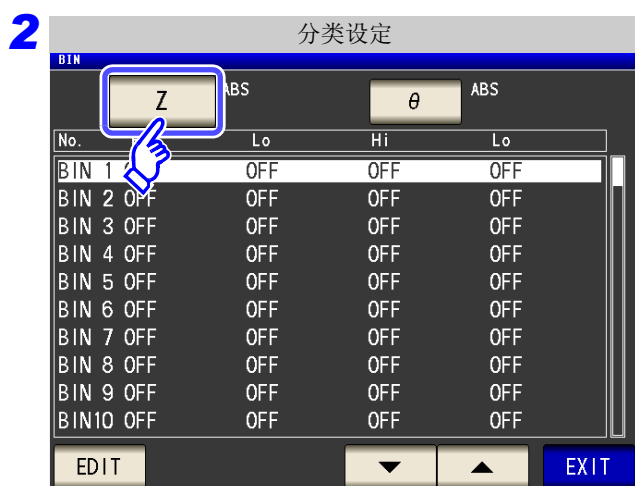 2
分类设定
BIN
Z ABS θ ABS
No. Lo Hi Lo
BIN 1 OFF OFF OFF
BIN 2 OFF OFF OFF OFF
BIN 3 OFF OFF OFF OFF
BIN 4 OFF OFF OFF OFF
BIN 5 OFF OFF OFF OFF
BIN 6 OFF OFF OFF OFF
BIN 7 OFF OFF OFF OFF
BIN 8 OFF OFF OFF OFF
BIN 9 OFF OFF OFF OFF
BIN10 OFF OFF OFF OFF
EDIT ▼ ▲ EXIT